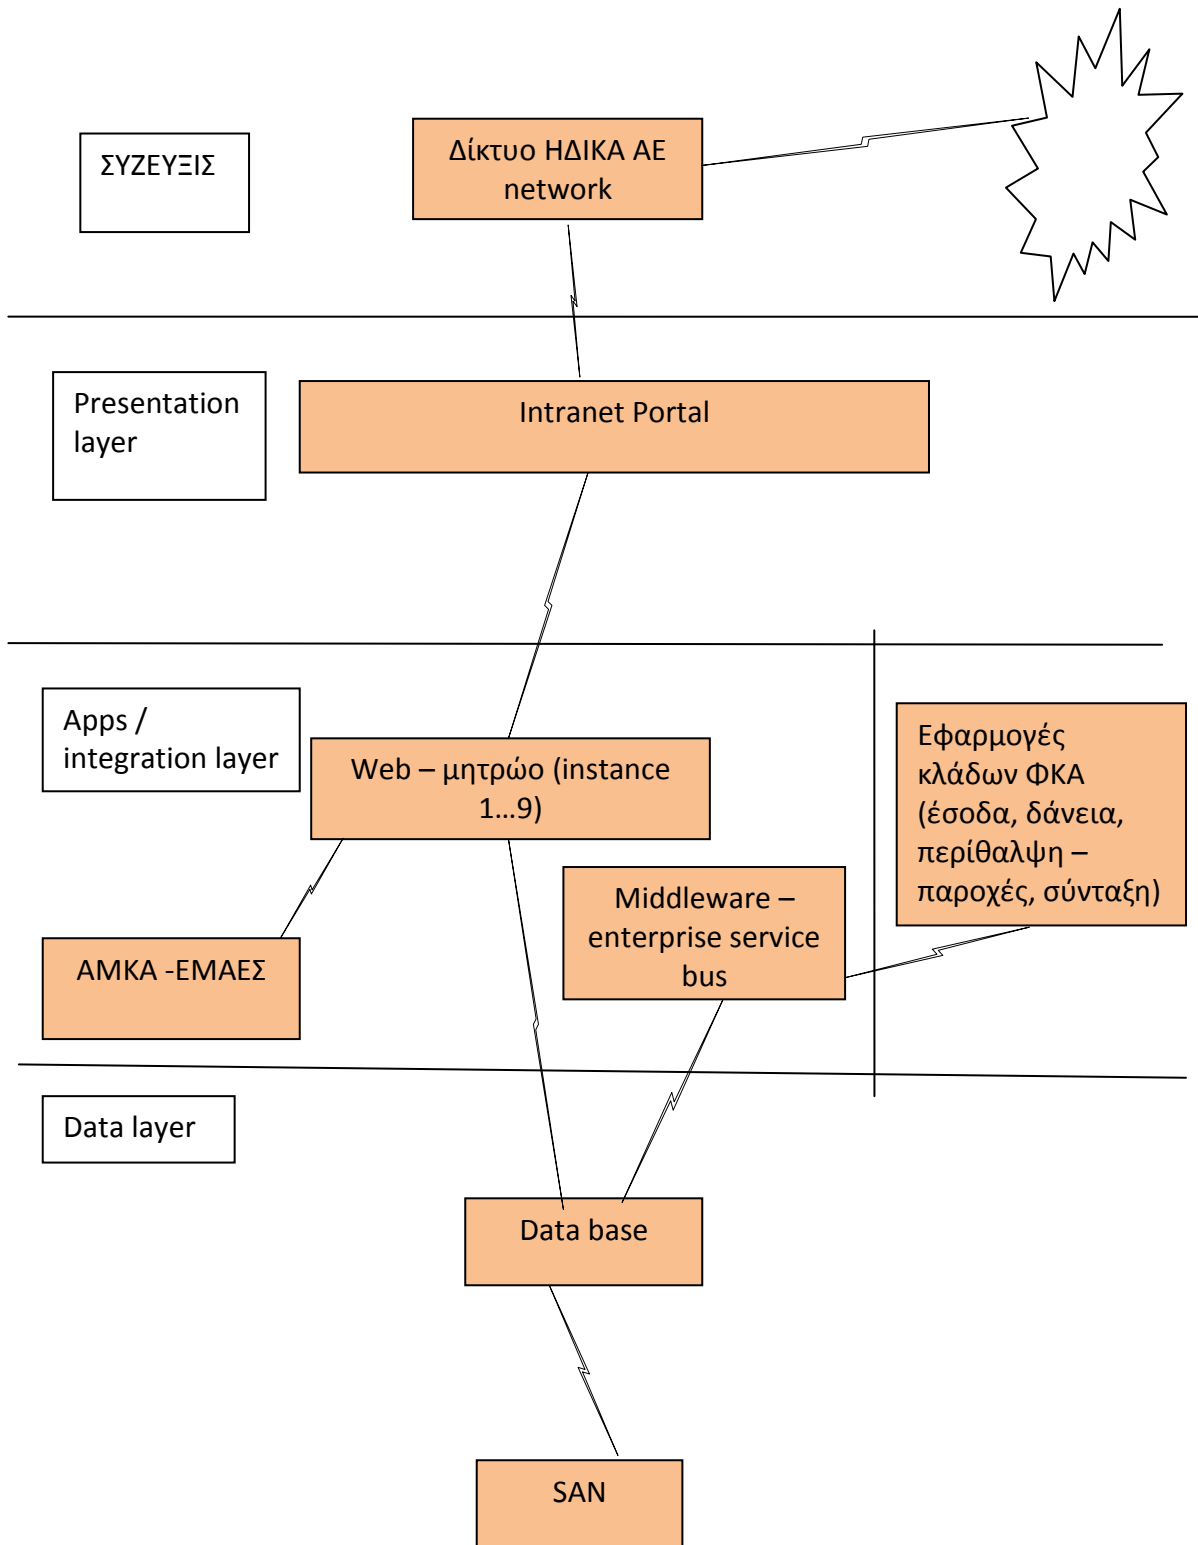 ΣΥΖΕΥΞΙΣ
Δίκτυο ΗΔΙΚΑ ΑΕ
network
Presentation
layer
Intranet Portal
Apps /
integration layer
Web – μητρώο (instance
1…9)
Εφαρμογές
κλάδων ΦΚΑ
(έσοδα, δάνεια,
περίθαλψη –
παροχές, σύνταξη)
Middleware –
enterprise service
bus
ΑΜΚΑ -ΕΜΑΕΣ
Data layer
Data base
SAN